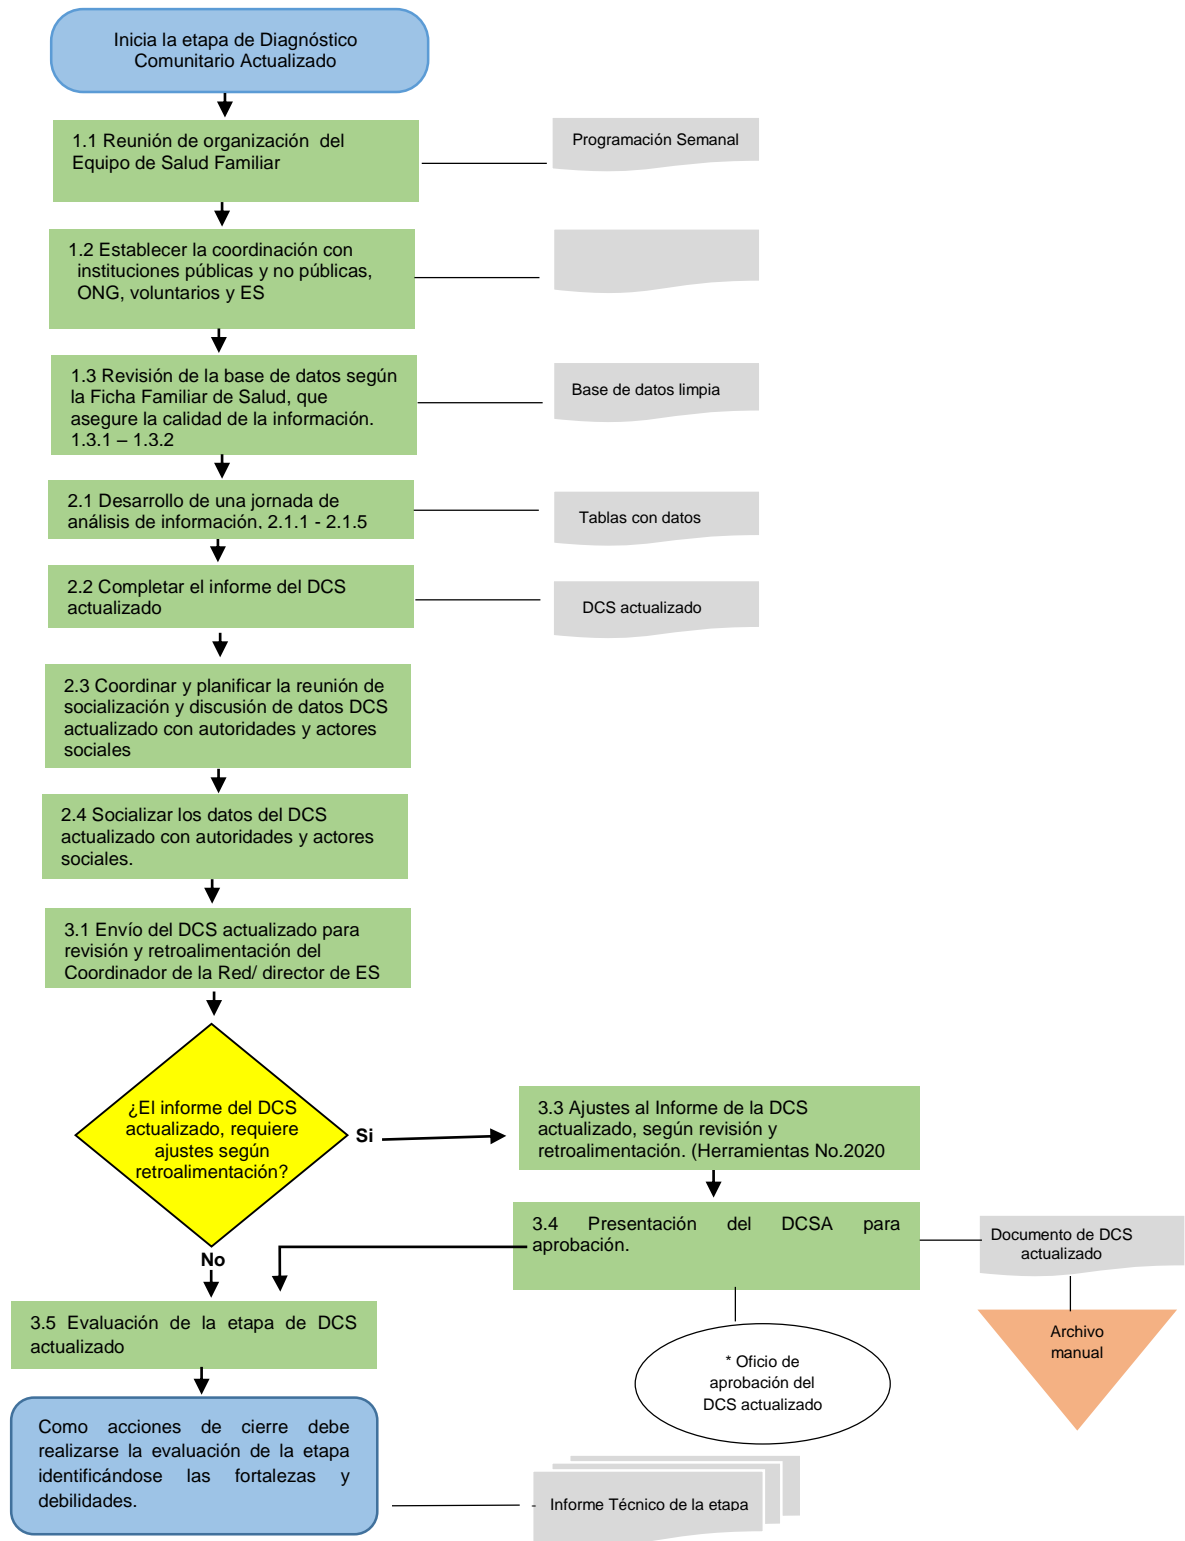 Inicia la etapa de Diagnóstico
Comunitario Actualizado
1.1 Reunión de organización del
Equipo de Salud Familiar
Programación Semanal
1.2 Establecer la coordinación con
instituciones públicas y no públicas,
ONG, voluntarios y ES
1.3 Revisión de la base de datos según
la Ficha Familiar de Salud, que
asegure la calidad de la información.
1.3.1 – 1.3.2
Base de datos limpia
2.1 Desarrollo de una jornada de
análisis de información. 2.1.1 - 2.1.5
Tablas con datos
2.2 Completar el informe del DCS
actualizado
DCS actualizado
2.3 Coordinar y planificar la reunión de
socialización y discusión de datos DCS
actualizado con autoridades y actores
sociales
2.4 Socializar los datos del DCS
actualizado con autoridades y actores
sociales.
3.1 Envío del DCS actualizado para
revisión y retroalimentación del
Coordinador de la Red/ director de ES
¿El informe del DCS
actualizado, requiere
ajustes según
retroalimentación?
Si
No
3.3 Ajustes al Informe de la DCS
actualizado, según revisión y
retroalimentación. (Herramientas No.2020
3.4 Presentación del DCSA para
aprobación.
Documento de DCS
actualizado
Archivo
manual
* Oficio de
aprobación del
DCS actualizado
3.5 Evaluación de la etapa de DCS
actualizado
Como acciones de cierre debe
realizarse la evaluación de la etapa
identificándose las fortalezas y
debilidades.
Informe Técnico de la etapa